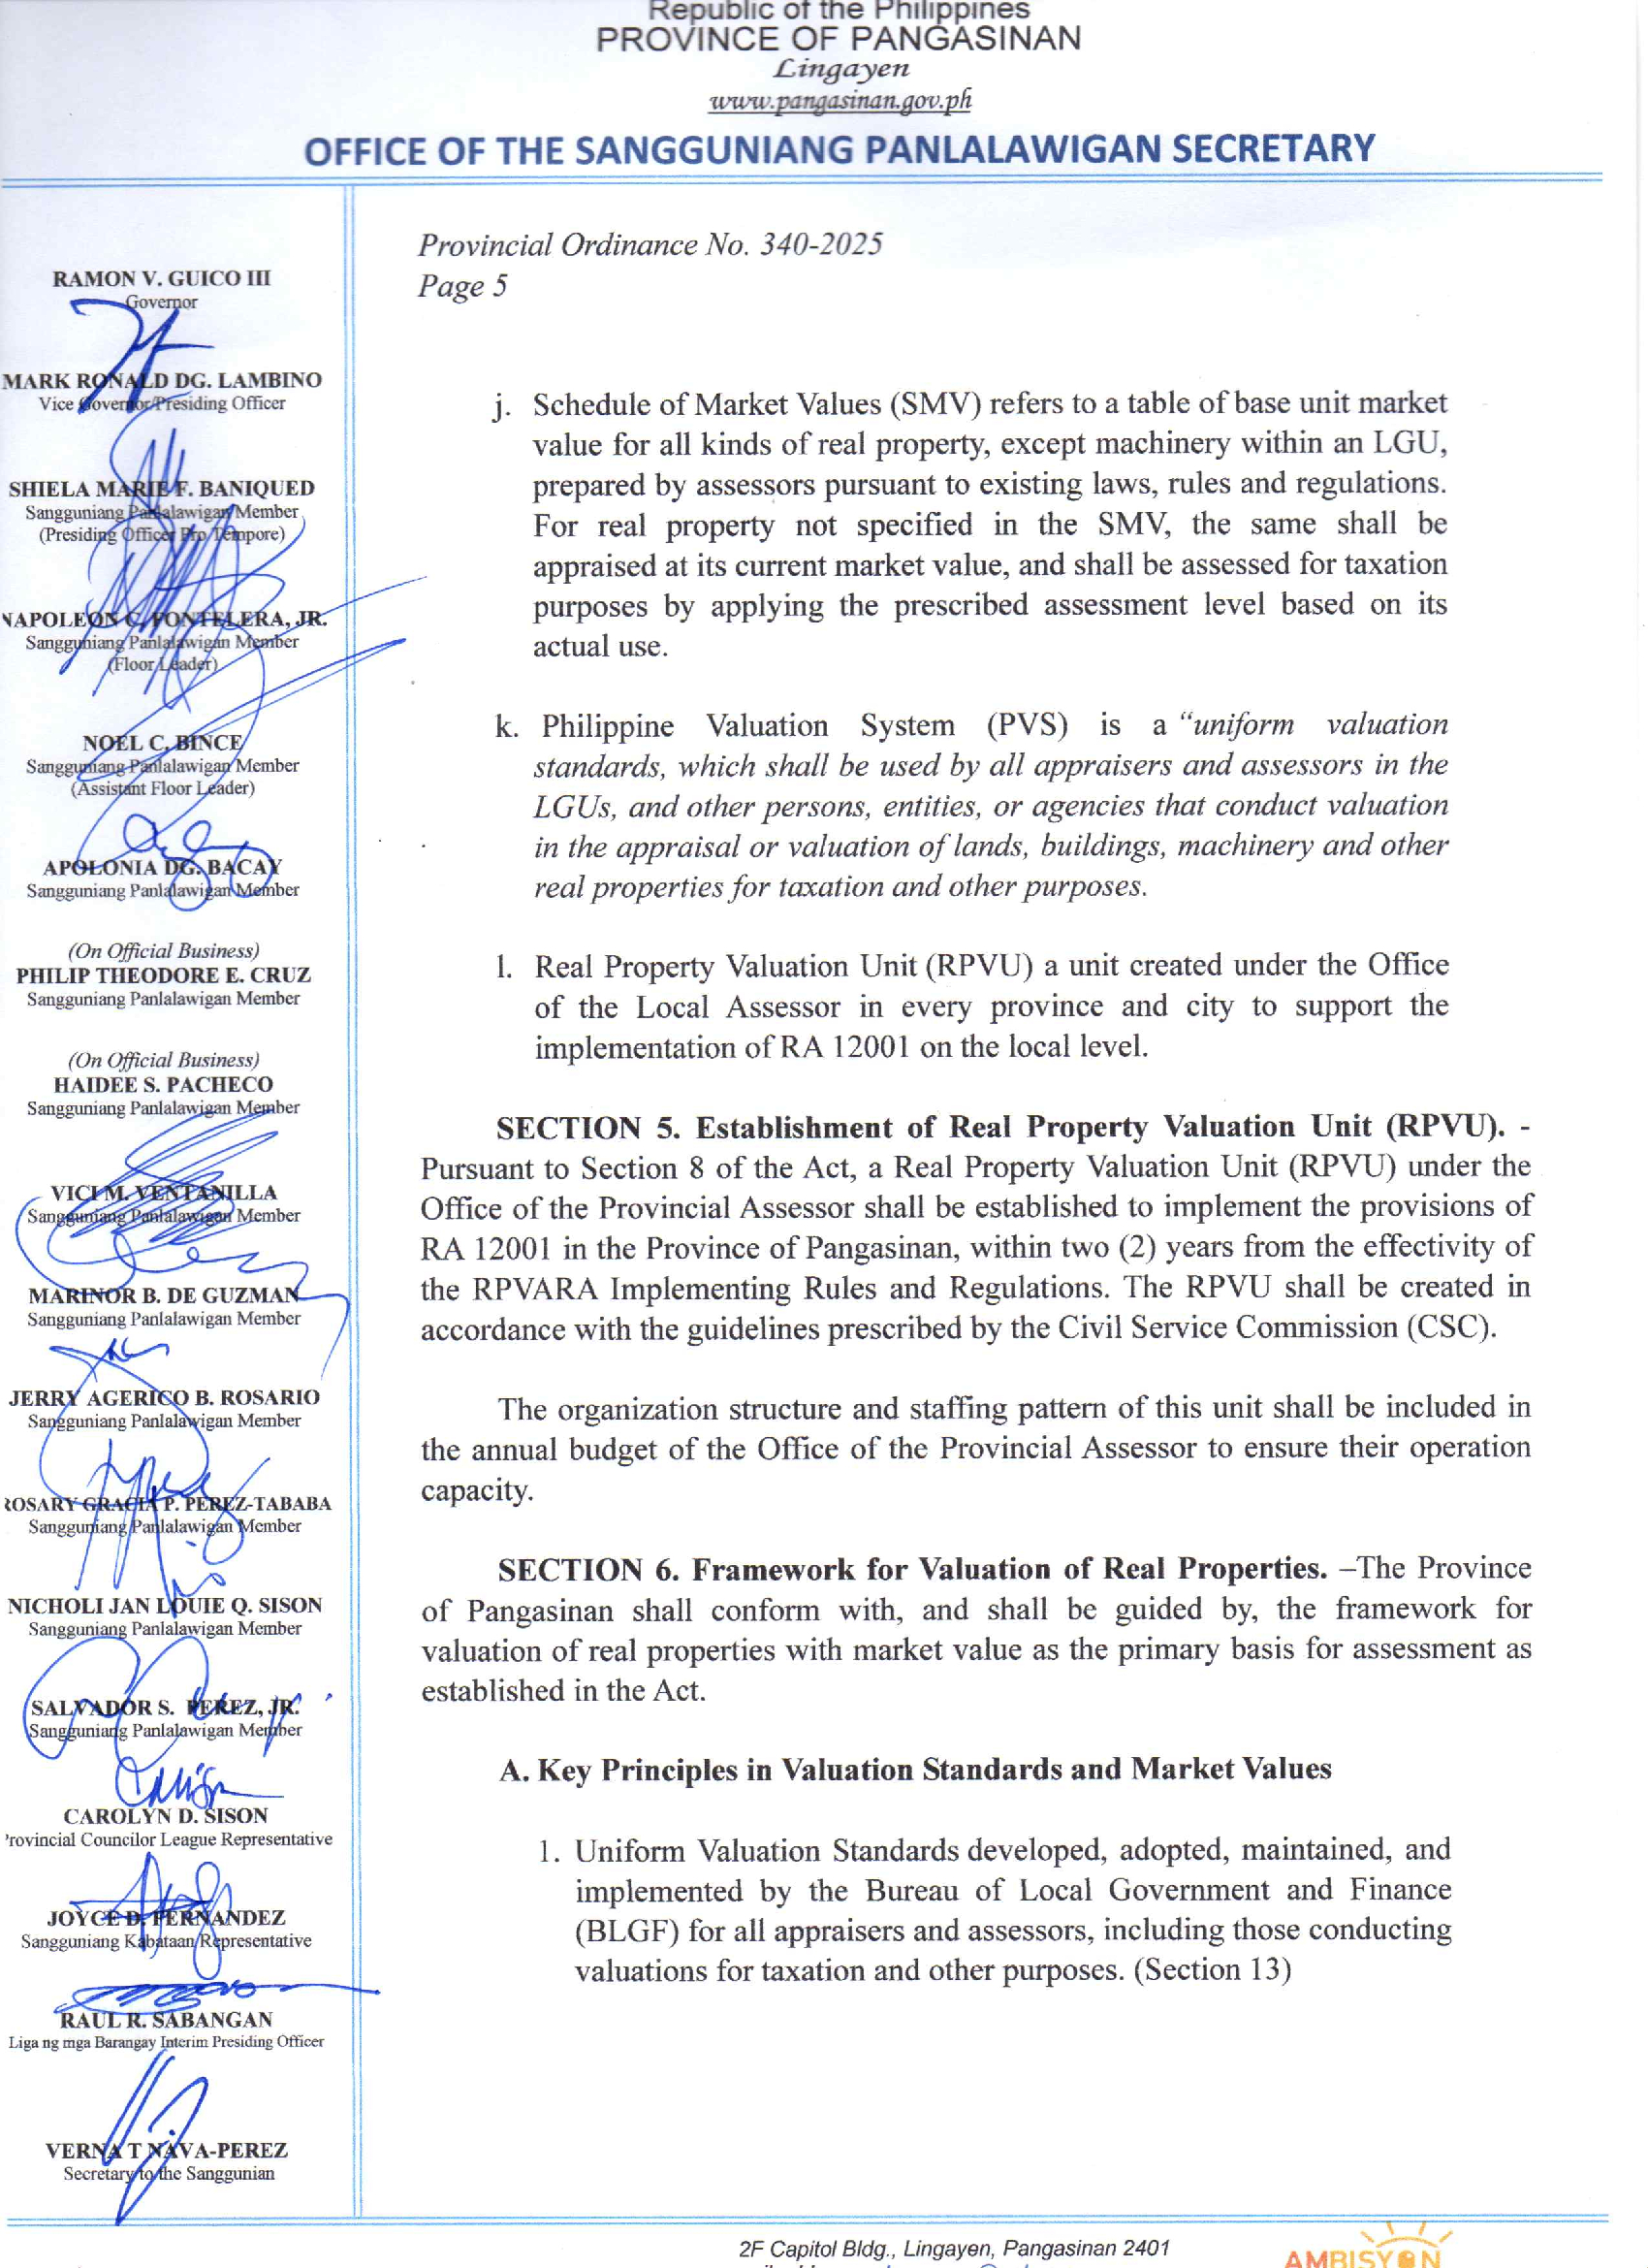 Republic of the Philippines
PROVINCE OF PANGASINAN
Lingayen
www.pangasinan.gov.ph
OFFICE OF THE SANGGUNIANG PANLALAWIGAN SECRETARY
RAMON V. GUICO III
Governor
MARK RONALD DG. LAMBINO
Vice Governor/Presiding Officer
SHIELA MARIE F. BANIQUED
Sangguniang Panlalawigan Member
(Presiding Officer Pro Tempore)
NAPOLEON C. FONTELERA, JR.
Sangguniang Panlalawigan Member
(Floor Leader)
NOEL C. BINCE
Sangguniang Panlalawigan Member
(Assistant Floor Leader)
APOLONIA DG. BACAY
Sangguniang Panlalawigan Member
(On Official Business)
PHILIP THEODORE E. CRUZ
Sangguniang Panlalawigan Member
(On Official Business)
HAIDEE S. PACHECO
Sangguniang Panlalawigan Member
VICI M. VENTANILLA
Sangguniang Panlalawigan Member
MARINOR B. DE GUZMAN
Sangguniang Panlalawigan Member
JERRY AGERICO B. ROSARIO
Sangguniang Panlalawigan Member
ROSARY GRACIA P. PEREZ-TABABA
Sangguniang Panlalawigan Member
NICHOLI JAN LOUIE Q. SISON
Sangguniang Panlalawigan Member
SALVADOR S. PEREZ, JR.
Sangguniang Panlalawigan Member
CAROLYN D. SISON
Provincial Councilor League Representative
JOYCE D. FERNANDEZ
Sangguniang Kabataan Representative
RAUL R. SABANGAN
Liga ng mga Barangay Interim Presiding Officer
VERNA T NAVA-PEREZ
Secretary to the Sanggunian
Provincial Ordinance No. 340-2025
Page 5
j. Schedule of Market Values (SMV) refers to a table of base unit market
value for all kinds of real property, except machinery within an LGU,
prepared by assessors pursuant to existing laws, rules and regulations.
For real property not specified in the SMV, the same shall be
appraised at its current market value, and shall be assessed for taxation
purposes by applying the prescribed assessment level based on its
actual use.
k. Philippine Valuation System (PVS) is a “uniform valuation
standards, which shall be used by all appraisers and assessors in the
LGUs, and other persons, entities, or agencies that conduct valuation
in the appraisal or valuation of lands, buildings, machinery and other
real properties for taxation and other purposes.
l. Real Property Valuation Unit (RPVU) a unit created under the Office
of the Local Assessor in every province and city to support the
implementation of RA 12001 on the local level.
SECTION 5. Establishment of Real Property Valuation Unit (RPVU). -
Pursuant to Section 8 of the Act, a Real Property Valuation Unit (RPVU) under the
Office of the Provincial Assessor shall be established to implement the provisions of
RA 12001 in the Province of Pangasinan, within two (2) years from the effectivity of
the RPVARA Implementing Rules and Regulations. The RPVU shall be created in
accordance with the guidelines prescribed by the Civil Service Commission (CSC).
The organization structure and staffing pattern of this unit shall be included in
the annual budget of the Office of the Provincial Assessor to ensure their operation
capacity.
SECTION 6. Framework for Valuation of Real Properties. –The Province
of Pangasinan shall conform with, and shall be guided by, the framework for
valuation of real properties with market value as the primary basis for assessment as
established in the Act.
A. Key Principles in Valuation Standards and Market Values
1. Uniform Valuation Standards developed, adopted, maintained, and
implemented by the Bureau of Local Government and Finance
(BLGF) for all appraisers and assessors, including those conducting
valuations for taxation and other purposes. (Section 13)
2F Capitol Bldg., Lingayen, Pangasinan 2401
AMBISYON